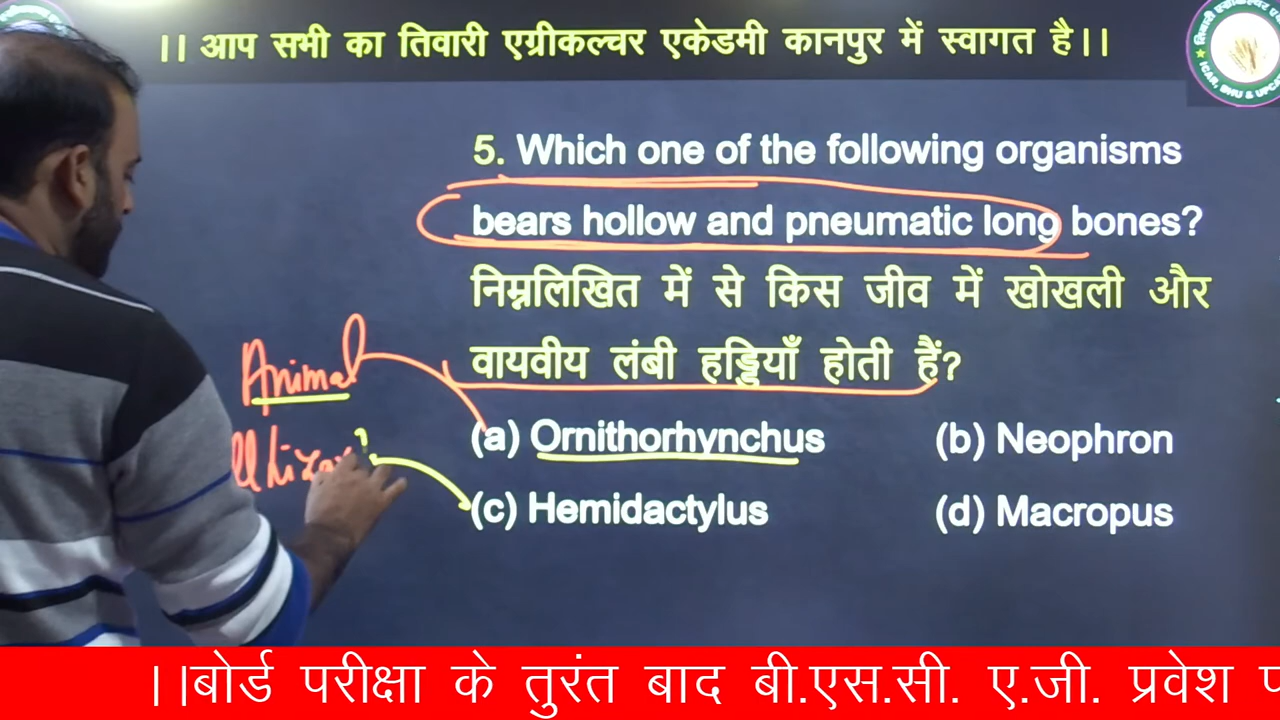 ।। आप सभी का तिवारी एग्रीकल्चर एकेडमी कानपुर में स्वागत है।।
5. Which one of the following organisms
bears hollow and pneumatic long bones?
निम्नलिखित में से किस जीव में खोखली और
वायवीय लंबी हड्डियाँ होती हैं?
Animal
(a) Ornithorhynchus
(b) Neophron
(c) Hemidactylus
(d) Macropus
।।बोर्ड परीक्षा के तुरंत बाद बी.एस.सी. ए.जी. प्रवेश